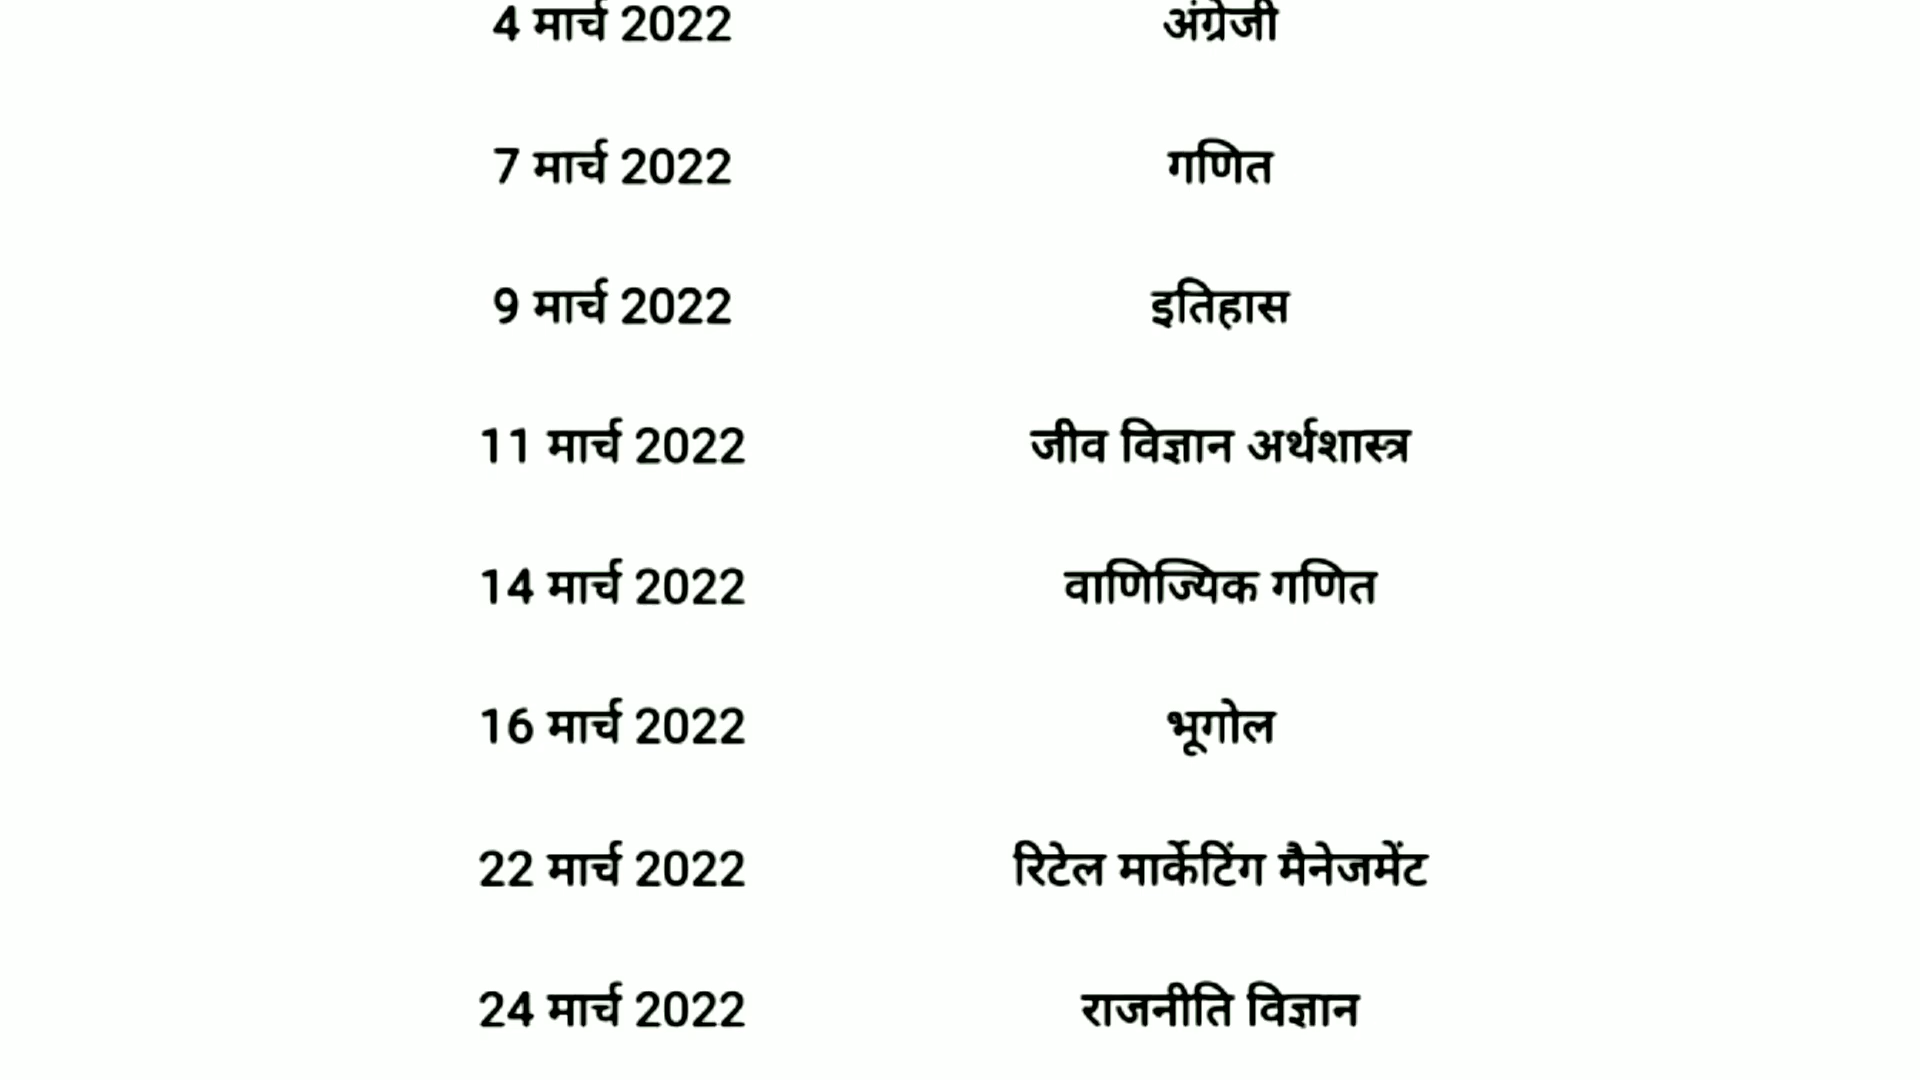 4 मार्च 2022 अंग्रेजी
7 मार्च 2022 गणित
9 मार्च 2022 इतिहास
11 मार्च 2022 जीव विज्ञान अर्थशास्त्र
14 मार्च 2022 वाणिज्यिक गणित
16 मार्च 2022 भूगोल
22 मार्च 2022 रिटेल मार्केटिंग मैनेजमेंट
24 मार्च 2022 राजनीति विज्ञान